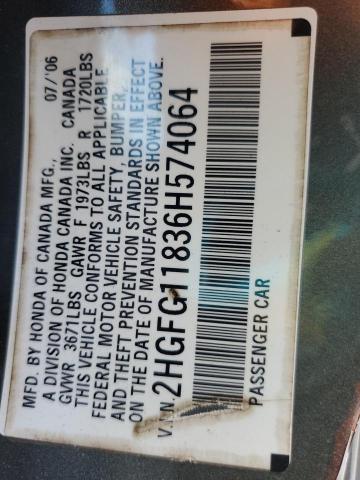 MFD. BY HONDA OF CANADA MFG., 07/'06
A DIVISION OF HONDA CANADA INC. CANADA
GVWR 3671LBS GAWR F 1973LBS R 1720LBS
THIS VEHICLE CONFORMS TO ALL APPLICABLE
FEDERAL MOTOR VEHICLE SAFETY, BUMPER,
AND THEFT PREVENTION STANDARDS IN EFFECT
ON THE DATE OF MANUFACTURE SHOWN ABOVE.
V.I.N. 2HGFG11836H574064
PASSENGER CAR